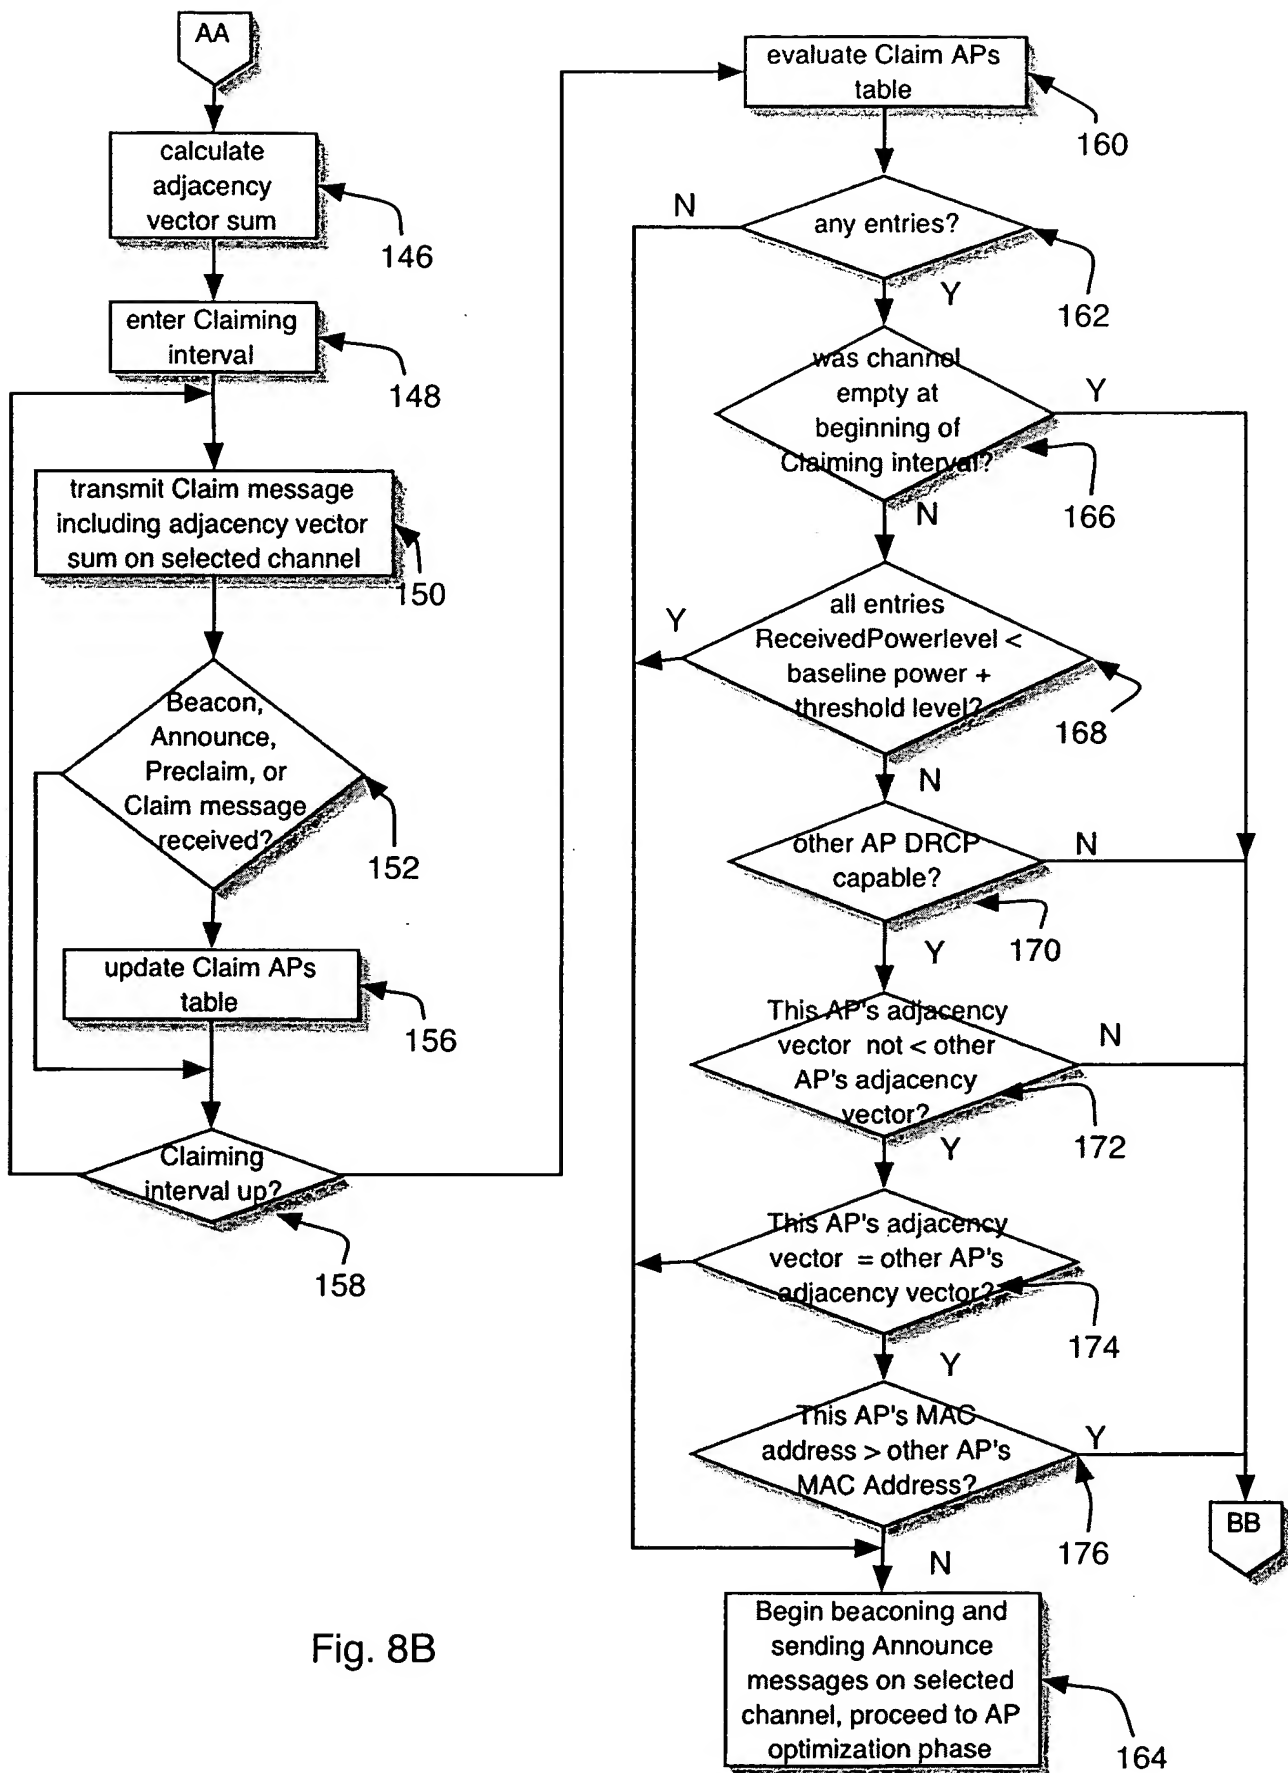 AA
calculate
adjacency
vector sum
146
enter Claiming
interval
148
transmit Claim message
including adjacency vector
sum on selected channel
150
Beacon,
Announce,
Preclaim, or
Claim message
received?
152
update Claim APs
table
156
Claiming
interval up?
158
evaluate Claim APs
table
160
any entries?
N
162
Y
was channel
empty at
beginning of
Claiming interval?
Y
166
N
all entries
ReceivedPowerlevel <
baseline power +
threshold level?
Y
168
N
other AP DRCP
capable?
N
170
Y
This AP's adjacency
vector not < other
AP's adjacency
vector?
N
172
Y
This AP's adjacency
vector = other AP's
adjacency vector?
174
Y
This AP's MAC
address > other AP's
MAC Address?
Y
176
BB
N
Begin beaconing and
sending Announce
messages on selected
channel, proceed to AP
optimization phase
164
Fig. 8B